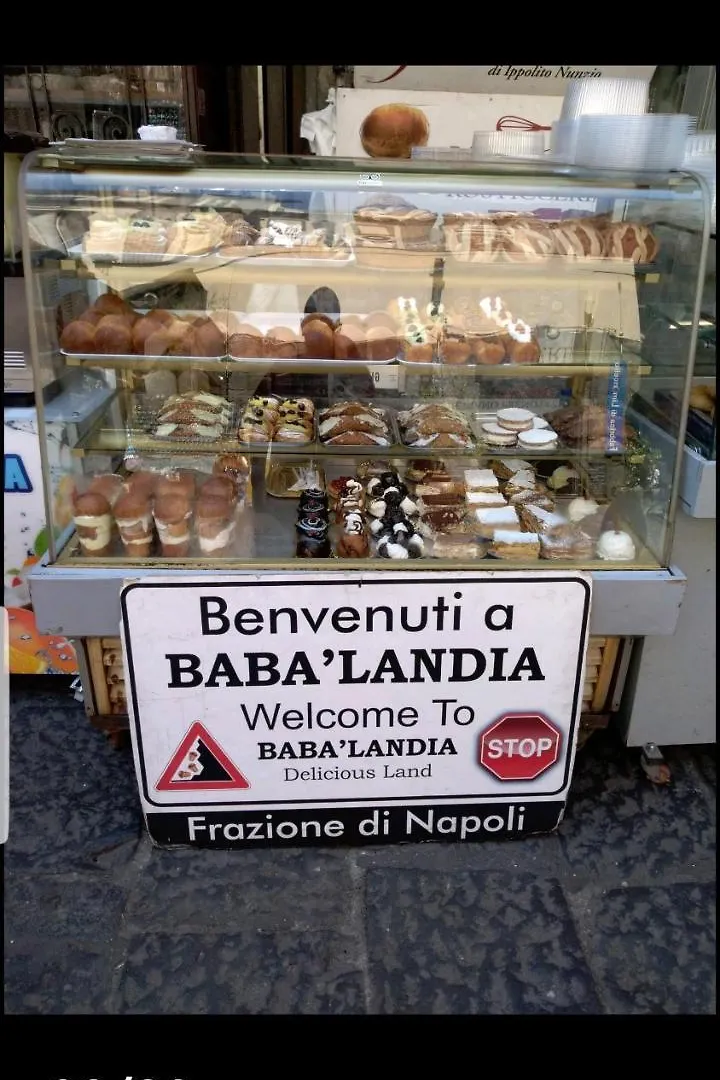 di Ippolito Nunzio
Benvenuti a
BABA'LANDIA
Welcome To
BABA'LANDIA
Delicious Land
STOP
Frazione di Napoli